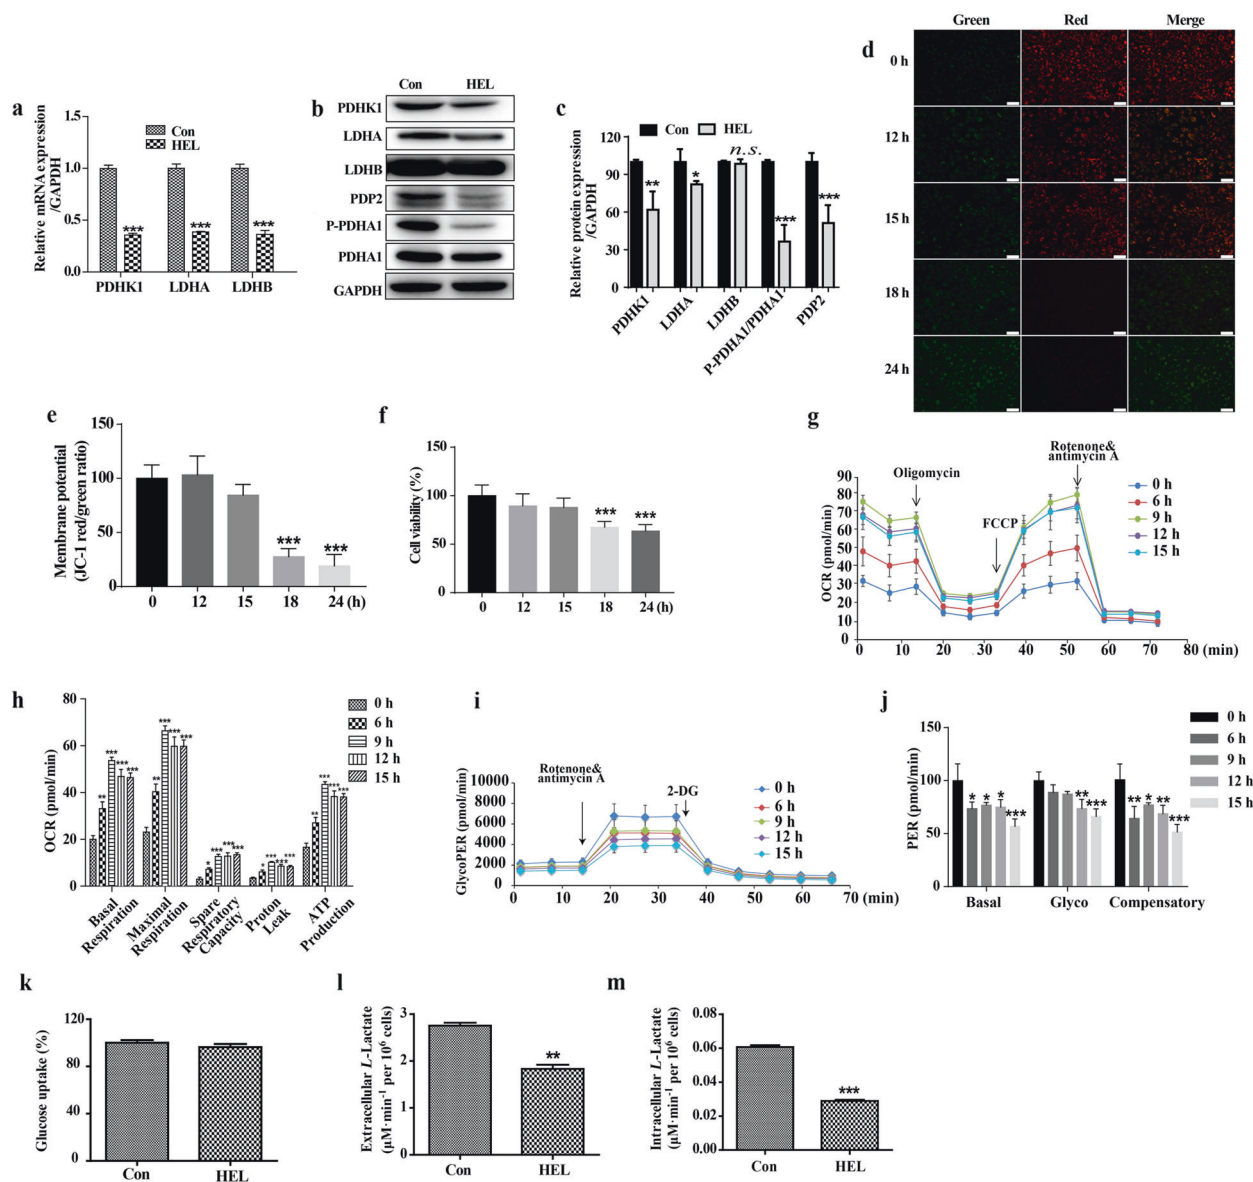 a
Relative mRNA expression
/GAPDH
1.5
1.0
0.5
0.0
Con
HEL
***
***
***
PDHK1
LDHA
LDHB
b
Con
HEL
PDHK1
LDHA
LDHB
PDP2
P-PDHA1
PDHA1
GAPDH
c
Relative protein expression
/GAPDH
120
90
60
30
0
Con
HEL
**
*
n.s.
***
***
PDHK1
LDHA
LDHB
P-PDHA1/PDHA1
PDP2
d
Green
Red
Merge
0 h
12 h
15 h
18 h
24 h
e
Membrane potential
(JC-1 red/green ratio)
150
100
50
0
***
***
0
12
15
18
24 (h)
f
Cell viability (%)
150
100
50
0
***
***
0
12
15
18
24 (h)
g
OCR (pmol/min)
90
80
70
60
50
40
30
20
10
0
Oligomycin
FCCP
Rotenone&
antimycin A
0 h
6 h
9 h
12 h
15 h
0
10
20
30
40
50
60
70
80 (min)
h
OCR (pmol/min)
80
60
40
20
0
**
***
***
***
**
***
***
***
*
***
***
***
*
***
***
***
**
***
***
***
0 h
6 h
9 h
12 h
15 h
Basal
Respiration
Maximal
Respiration
Spare
Respiratory
Capacity
Proton
Leak
ATP
Production
i
GlycoPER (pmol/min)
10000
8000
6000
4000
2000
0
Rotenone&
antimycin A
2-DG
0 h
6 h
9 h
12 h
15 h
0
10
20
30
40
50
60
70 (min)
j
PER (pmol/min)
150
100
50
0
* * * ***
** ***
** * ** ***
0 h
6 h
9 h
12 h
15 h
Basal
Glyco
Compensatory
k
Glucose uptake (%)
120
80
40
0
Con
HEL
l
Extracellular L-Lactate
(μM·min⁻¹ per 10⁶ cells)
3
2
1
0
**
Con
HEL
m
Intracellular L-Lactate
(μM·min⁻¹ per 10⁶ cells)
0.08
0.06
0.04
0.02
0.00
***
Con
HEL